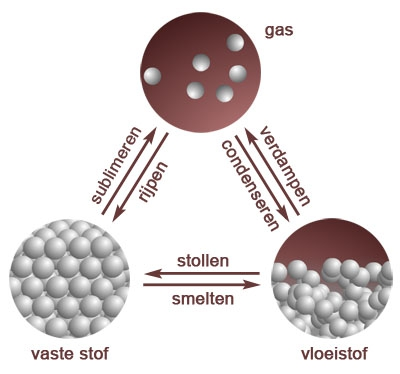 gas
sublimeren
rijpen
condenseren
verdampen
stollen
smelten
vaste stof
vloeistof